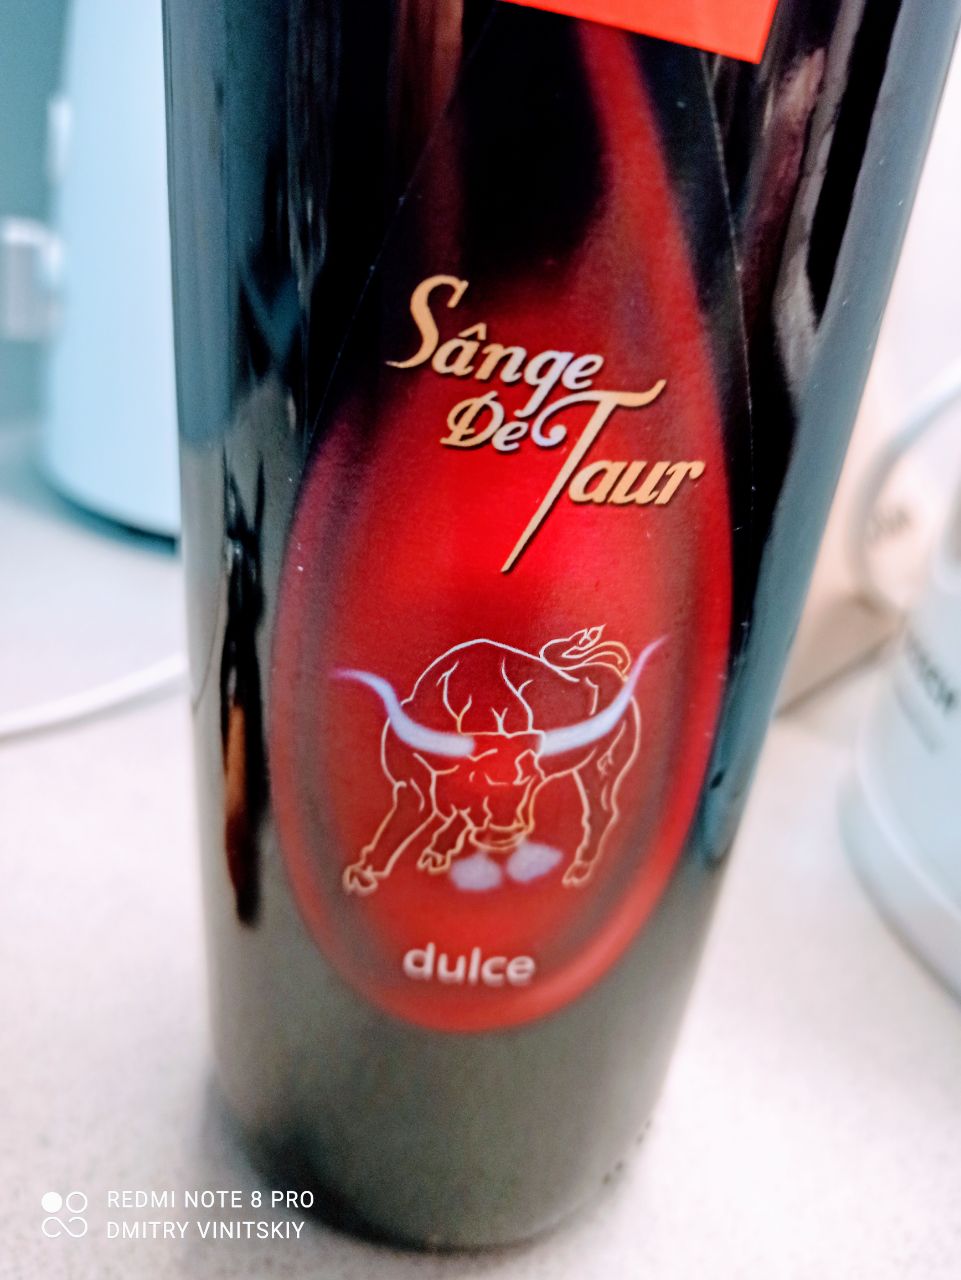 Sânge
De Taur
dulce
REDMI NOTE 8 PRO
DMITRY VINITSKIY